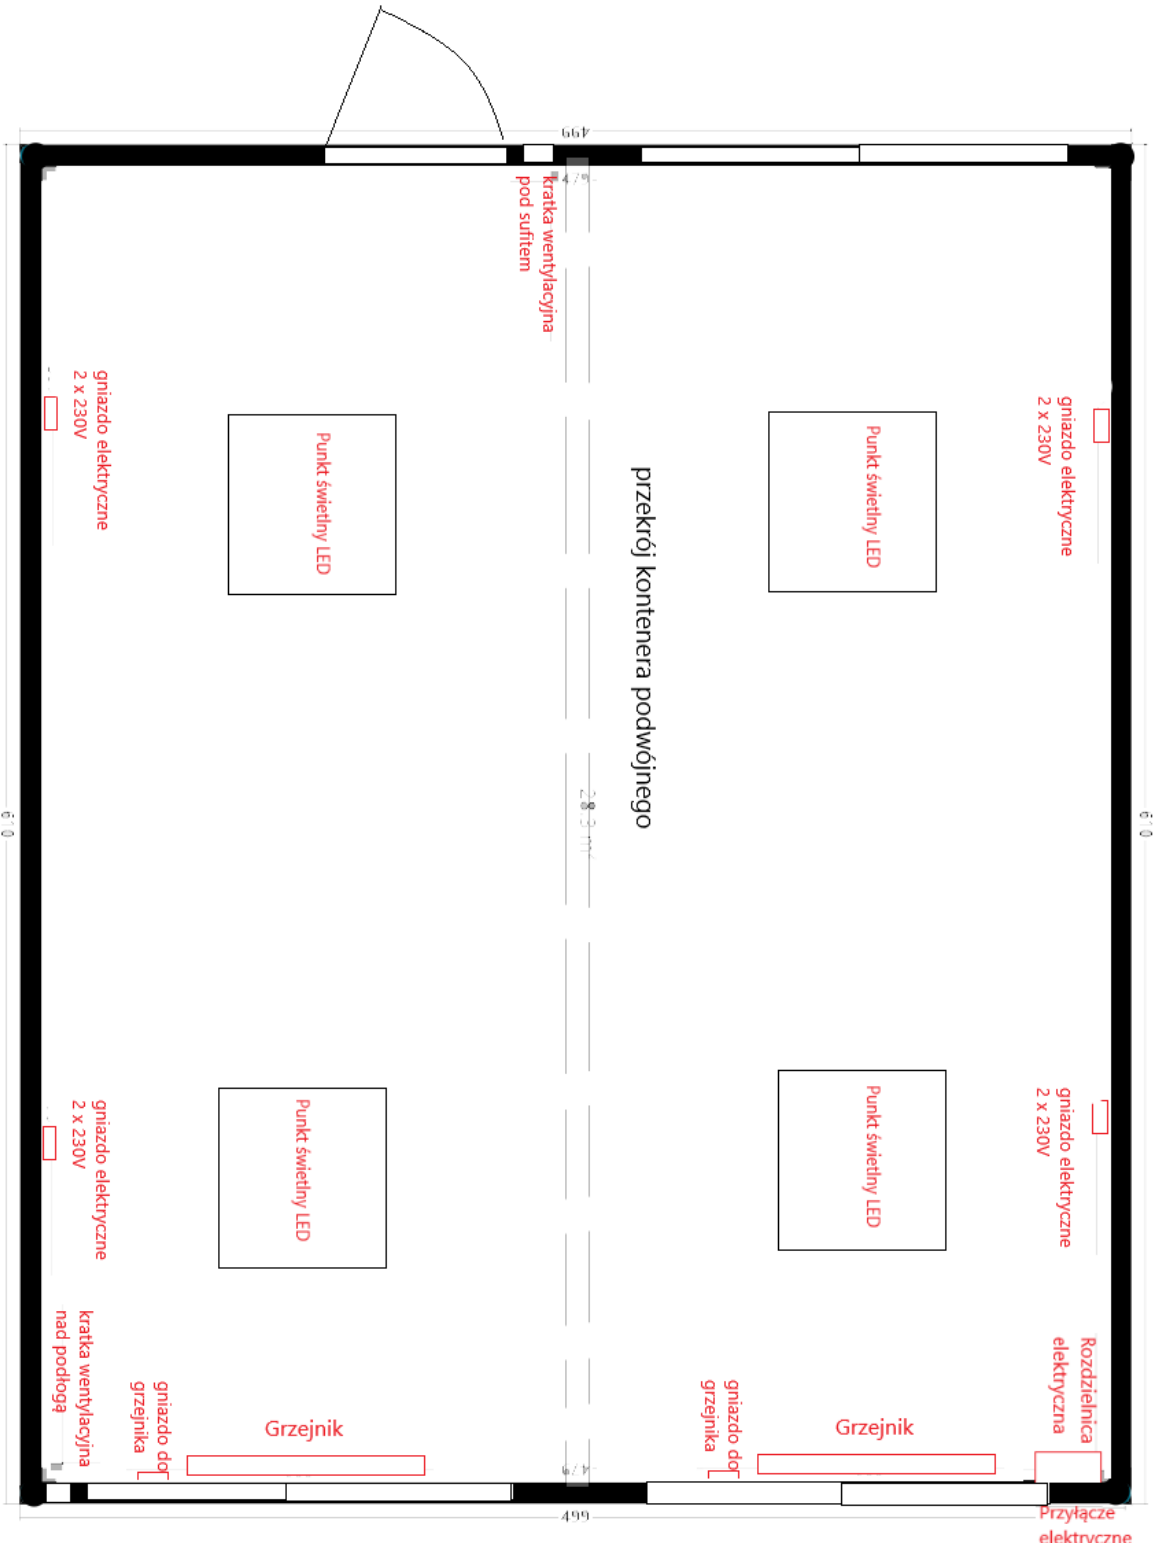 499
kratka wentylacyjna
pod sufitem
gniazdo elektryczne
2 x 230V
gniazdo elektryczne
2 x 230V
Punkt świetlny LED
Punkt świetlny LED
przekrój kontenera podwójnego
610
610
gniazdo elektryczne
2 x 230V
gniazdo elektryczne
2 x 230V
Punkt świetlny LED
Punkt świetlny LED
kratka wentylacyjna
nad podłogą
gniazdo do
grzejnika
Grzejnik
gniazdo do
grzejnika
Grzejnik
Rozdzielnica
elektryczna
499
Przyłącze
elektryczne